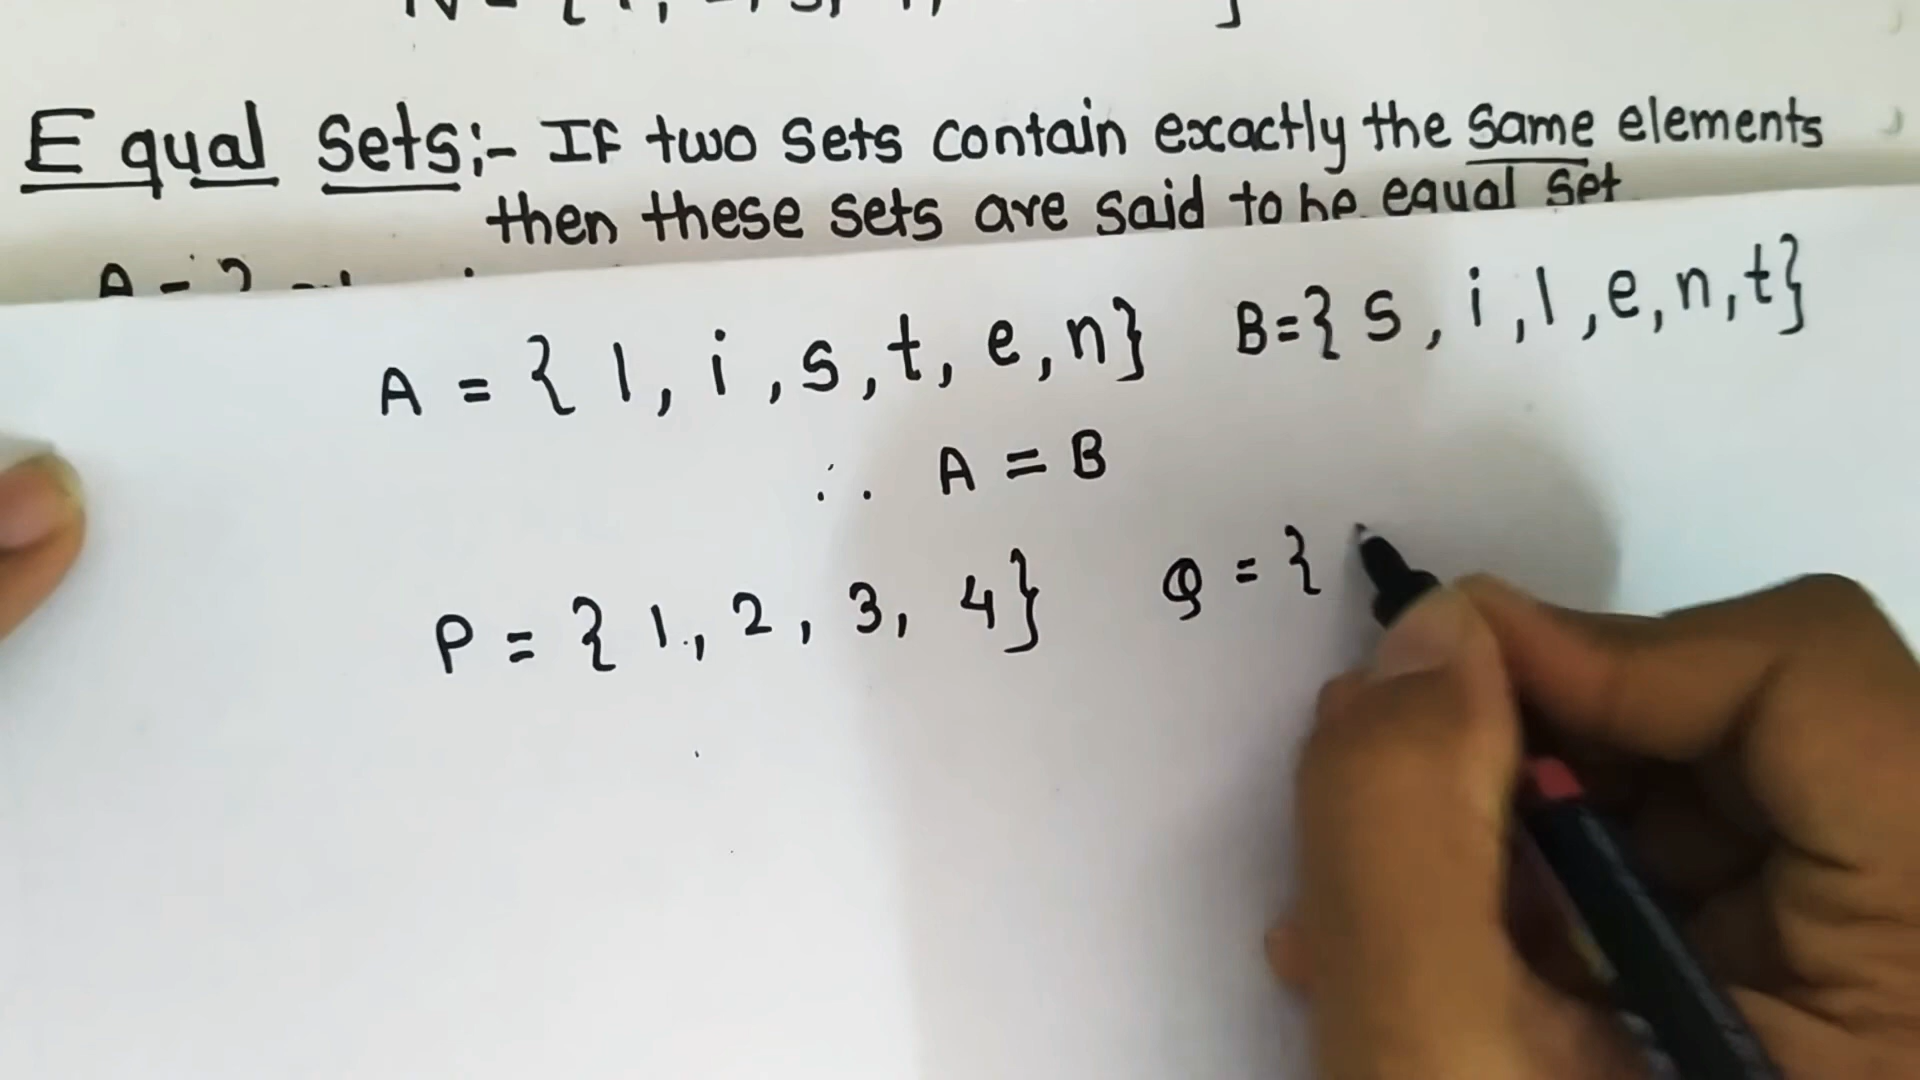 Equal Sets:- If two sets contain exactly the same elements
then these sets are said to be equal set
A = { l, i, s, t, e, n} B={ s, i, l, e, n, t}
∴ A = B
P = { 1, 2, 3, 4} Q = {